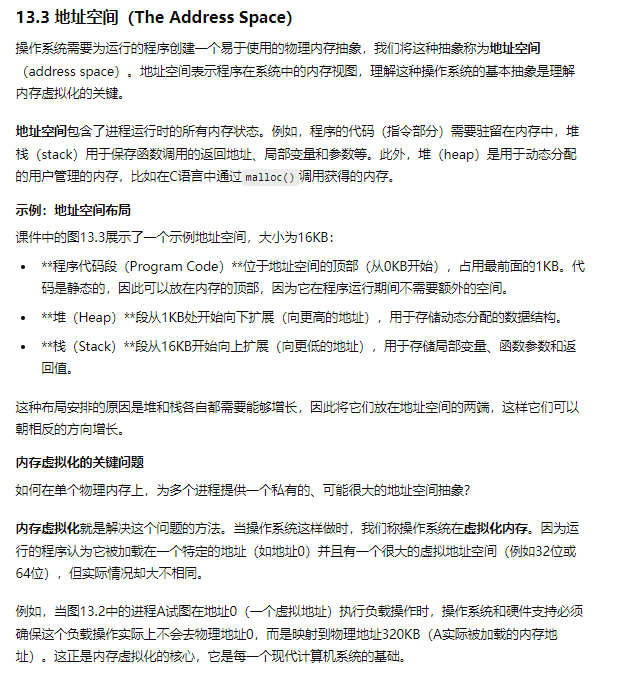 13.3 地址空间（The Address Space）
操作系统需要为运行的程序创建一个易于使用的物理内存抽象，我们将这种抽象称为地址空间
（address space）。地址空间表示程序在系统中的内存视图，理解这种操作系统的基本抽象是理解
内存虚拟化的关键。
地址空间包含了进程运行时的所有内存状态。例如，程序的代码（指令部分）需要驻留在内存中，堆
栈（stack）用于保存函数调用的返回地址、局部变量和参数等。此外，堆（heap）是用于动态分配
的用户管理的内存，比如在C语言中通过 malloc() 调用获得的内存。
示例：地址空间布局
课件中的图13.3展示了一个示例地址空间，大小为16KB：
• **程序代码段（Program Code）**位于地址空间的顶部（从0KB开始），占用最前面的1KB。代
码是静态的，因此可以放在内存的顶部，因为它在程序运行期间不需要额外的空间。
• **堆（Heap）**段从1KB处开始向下扩展（向更高的地址），用于存储动态分配的数据结构。
• **栈（Stack）**段从16KB开始向上扩展（向更低的地址），用于存储局部变量、函数参数和返
回值。
这种布局安排的原因是堆和栈各自都需要能够增长，因此将它们放在地址空间的两端，这样它们可以
朝相反的方向增长。
内存虚拟化的关键问题
如何在单个物理内存上，为多个进程提供一个私有的、可能很大的地址空间抽象？
内存虚拟化就是解决这个问题的方法。当操作系统这样做时，我们称操作系统在虚拟化内存。因为运
行的程序认为它被加载在一个特定的地址（如地址0）并且有一个很大的虚拟地址空间（例如32位或
64位），但实际情况却大不相同。
例如，当图13.2中的进程A试图在地址0（一个虚拟地址）执行负载操作时，操作系统和硬件支持必须
确保这个负载操作实际上不会去物理地址0，而是映射到物理地址320KB（A实际被加载的内存地
址）。这正是内存虚拟化的核心，它是每一个现代计算机系统的基础。